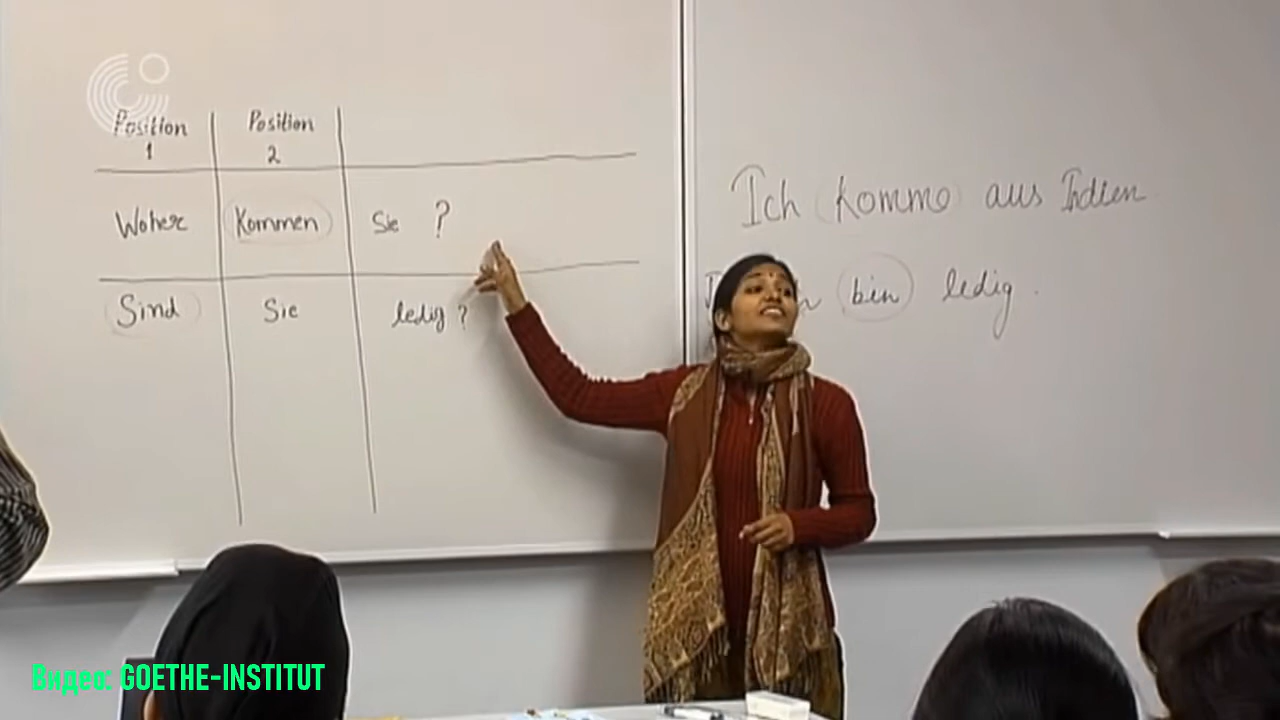 Position Position
1 2
Woher Kommen Sie ?
Sind Sie ledig ?
Ich komme aus Indien
bin ledig .
Видео: GOETHE-INSTITUT